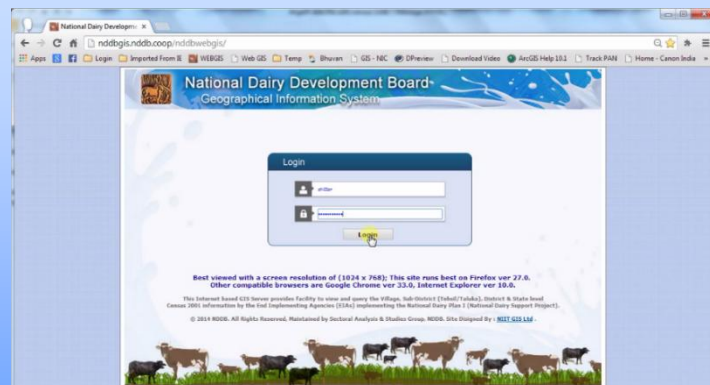 National Dairy Developme
nddbgis.nddb.coop/nddbwebgis/
Apps Login Imported From IE WEBGIS Web GIS Temp Bhuvan GIS - NIC DPreview Download Video ArcGIS Help 10.1 Track PAN Home - Canon India »
National Dairy Development Board
Geographical Information System
Login
Login
Best viewed with a screen resolution of (1024 x 768); This site runs best on Firefox ver 27.0.
Other compatible browsers are Google Chrome ver 33.0, Internet Explorer ver 10.0.
This Internet based GIS Server provides facility to view and query the Village, Sub-District (Tehsil/Taluka), District & State level
Census 2001 information by the End Implementing Agencies (EIAs) implementing the National Dairy Plan I (National Dairy Support Project).
© 2014 NDDB. All Rights Reserved, Maintained by Sectoral Analysis & Studies Group, NDDB. Site Designed By : NIIT GIS Ltd .